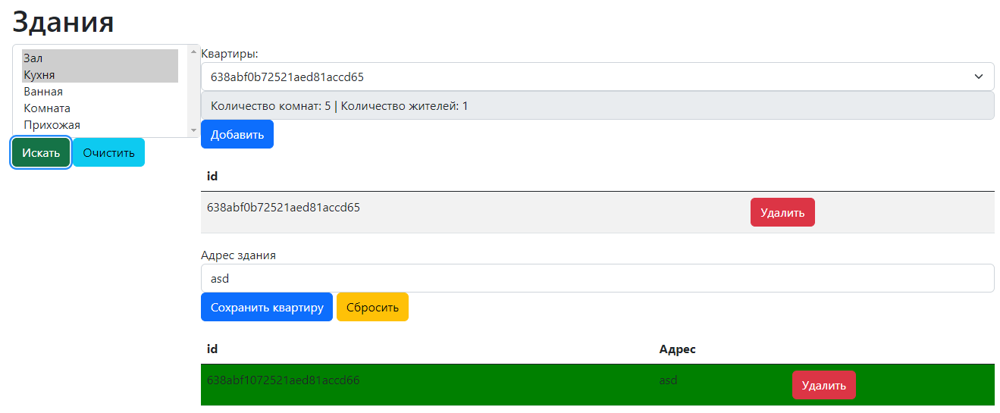 Здания
Зал
Кухня
Ванная
Комната
Прихожая
Искать Очистить
Квартиры:
638abf0b72521aed81accd65
Количество комнат: 5 | Количество жителей: 1
Добавить
id
638abf0b72521aed81accd65 Удалить
Адрес здания
asd
Сохранить квартиру Сбросить
id Адрес
638abf1072521aed81accd66 asd Удалить